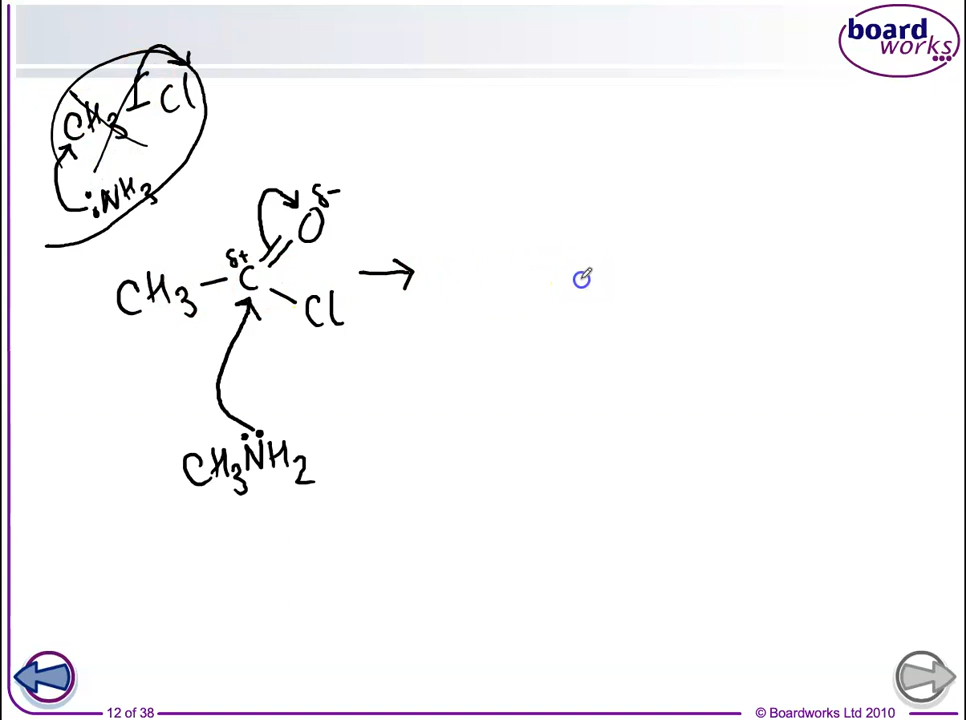 board
works
CH3 Cl
:NH3
δ-
O
δ+
CH3 - C
Cl
CH3NH2
12 of 38
© Boardworks Ltd 2010